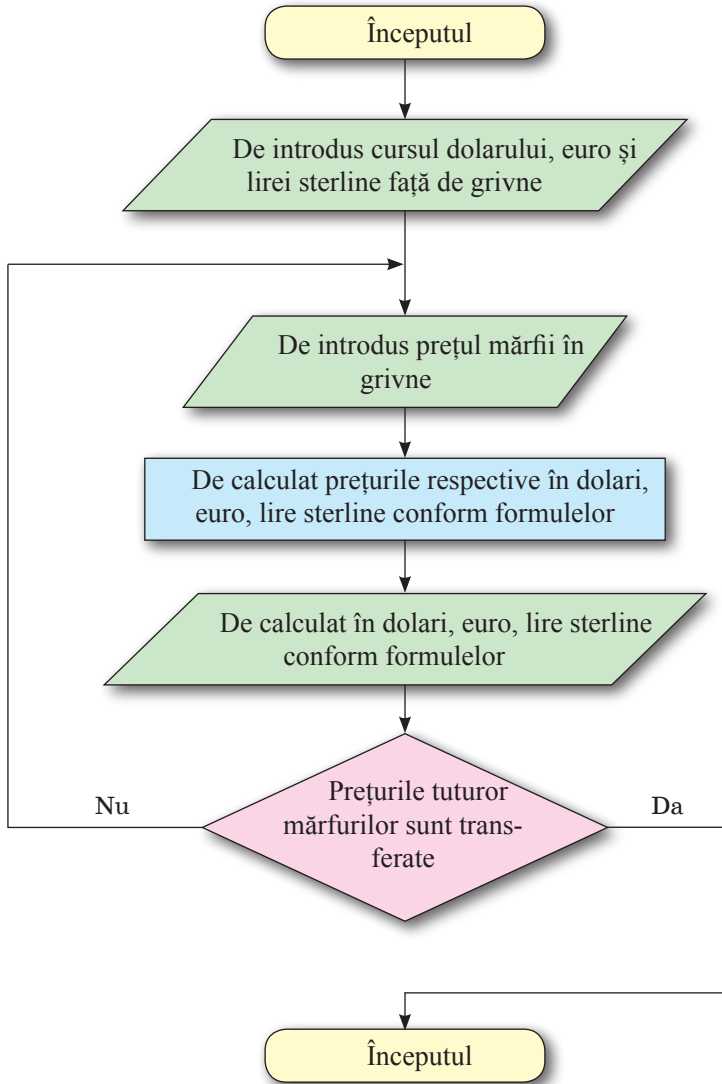 Începutul
De introdus cursul dolarului, euro și
lirei sterline față de grivne
De introdus prețul mărfii în
grivne
De calculat prețurile respective în dolari,
euro, lire sterline conform formulelor
De calculat în dolari, euro, lire sterline
conform formulelor
Prețurile tuturor
mărfurilor sunt trans-
ferate
Nu
Da
Începutul